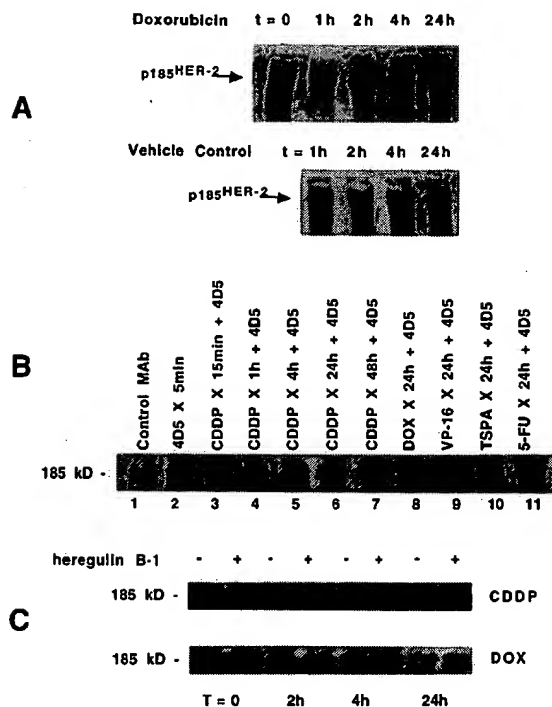 Doxorubicin t = 0 1h 2h 4h 24h
p185HER-2
A
Vehicle Control t = 1h 2h 4h 24h
p185HER-2
B
Control MAb
4D5 X 5min
CDDP X 15min + 4D5
CDDP X 1h + 4D5
CDDP X 4h + 4D5
CDDP X 24h + 4D5
CDDP X 48h + 4D5
DOX X 24h + 4D5
VP-16 X 24h + 4D5
TSPA X 24h + 4D5
5-FU X 24h + 4D5
185 kD -
1 2 3 4 5 6 7 8 9 10 11
heregulin B-1 - + - + - + - +
185 kD - CDDP
C
185 kD - DOX
T = 0 2h 4h 24h